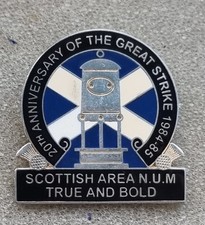 20TH ANNIVERSARY OF THE GREAT STRIKE 1984-85
SCOTTISH AREA N.U.M
TRUE AND BOLD